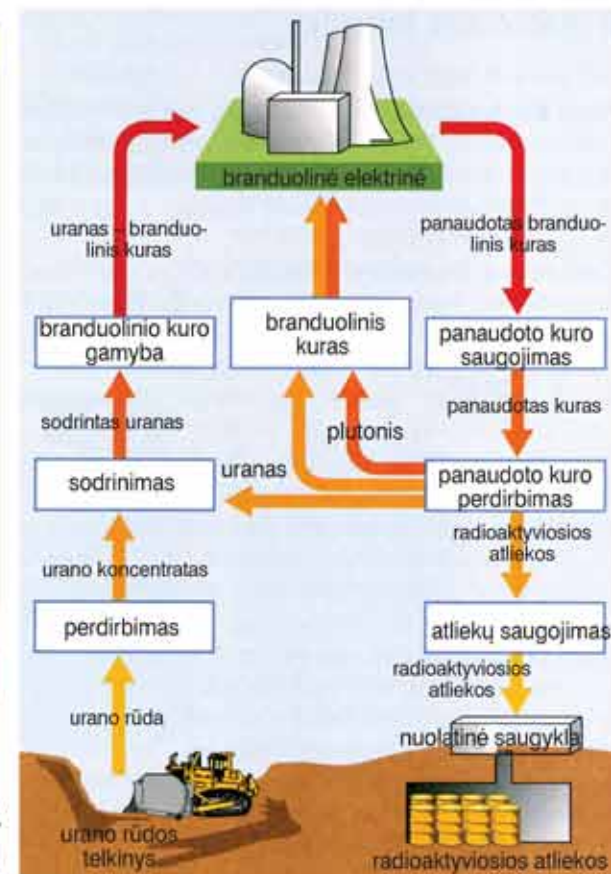 branduolinė elektrinė
uranas – branduo-
linis kuras
panaudotas branduo-
linis kuras
branduolinio kuro
gamyba
branduolinis
kuras
panaudoto kuro
saugojimas
sodrintas uranas
plutonis
panaudotas kuras
sodrinimas
uranas
panaudoto kuro
perdirbimas
urano koncentratas
radioaktyviosios
atliekos
perdirbimas
atliekų saugojimas
urano rūda
radioaktyviosios
atliekos
nuolatinė saugykla
urano rūdos
telkinys
radioaktyviosios atliekos